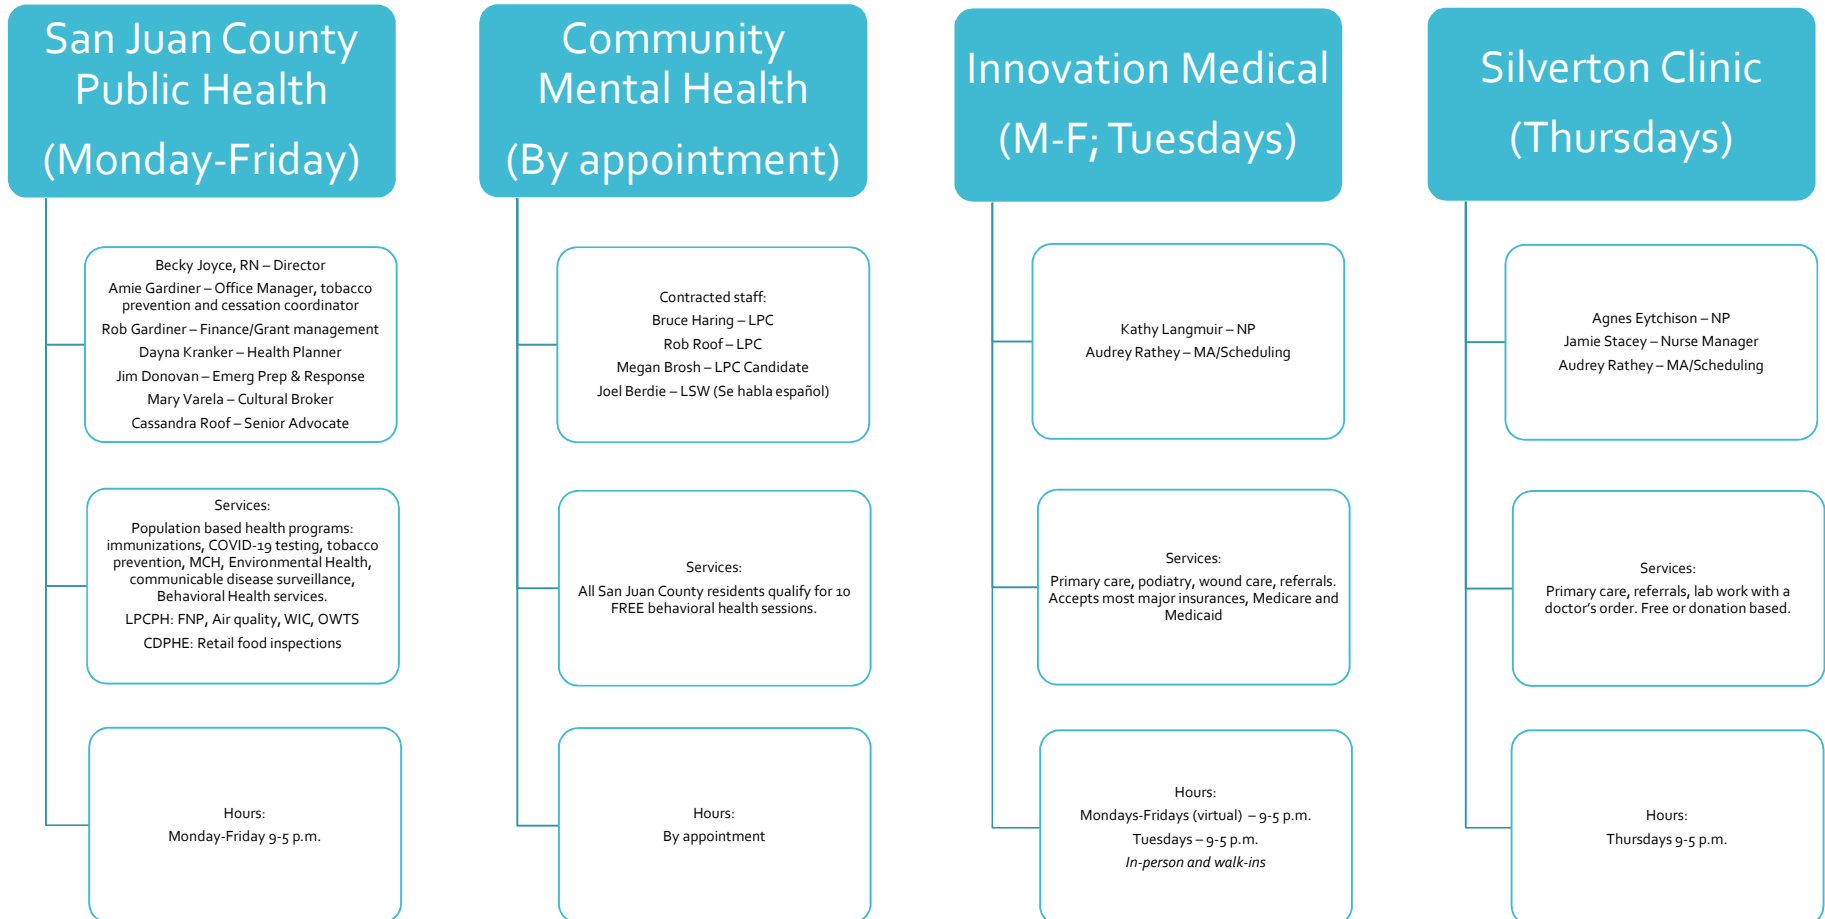 San Juan County
Public Health
(Monday-Friday)
Becky Joyce, RN – Director
Amie Gardiner – Office Manager, tobacco
prevention and cessation coordinator
Rob Gardiner – Finance/Grant management
Dayna Kranker – Health Planner
Jim Donovan – Emerg Prep & Response
Mary Varela – Cultural Broker
Cassandra Roof – Senior Advocate
Services:
Population based health programs:
immunizations, COVID-19 testing, tobacco
prevention, MCH, Environmental Health,
communicable disease surveillance,
Behavioral Health services.
LPCPH: FNP, Air quality, WIC, OWTS
CDPHE: Retail food inspections
Hours:
Monday-Friday 9-5 p.m.
Community
Mental Health
(By appointment)
Contracted staff:
Bruce Haring – LPC
Rob Roof – LPC
Megan Brosh – LPC Candidate
Joel Berdie – LSW (Se habla español)
Services:
All San Juan County residents qualify for 10
FREE behavioral health sessions.
Hours:
By appointment
Innovation Medical
(M-F; Tuesdays)
Kathy Langmuir – NP
Audrey Rathey – MA/Scheduling
Services:
Primary care, podiatry, wound care, referrals.
Accepts most major insurances, Medicare and
Medicaid
Hours:
Mondays-Fridays (virtual) – 9-5 p.m.
Tuesdays – 9-5 p.m.
In-person and walk-ins
Silverton Clinic
(Thursdays)
Agnes Eytchison – NP
Jamie Stacey – Nurse Manager
Audrey Rathey – MA/Scheduling
Services:
Primary care, referrals, lab work with a
doctor's order. Free or donation based.
Hours:
Thursdays 9-5 p.m.